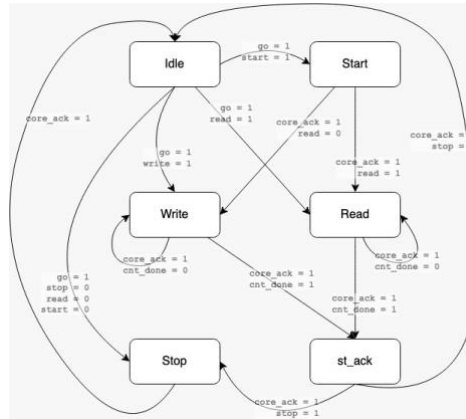 Idle
Start
go = 1
start = 1
core_ack = 1
go = 1
read = 1
core_ack = 1
read = 0
core_ack =
stop =
go = 1
write = 1
core_ack = 1
read = 1
Write
Read
core_ack = 1
cnt_done = 0
core_ack = 1
cnt_done = 1
core_ack = 1
cnt_done = 0
go = 1
stop = 0
read = 0
start = 0
core_ack = 1
cnt_done = 1
Stop
st_ack
core_ack = 1
stop = 1